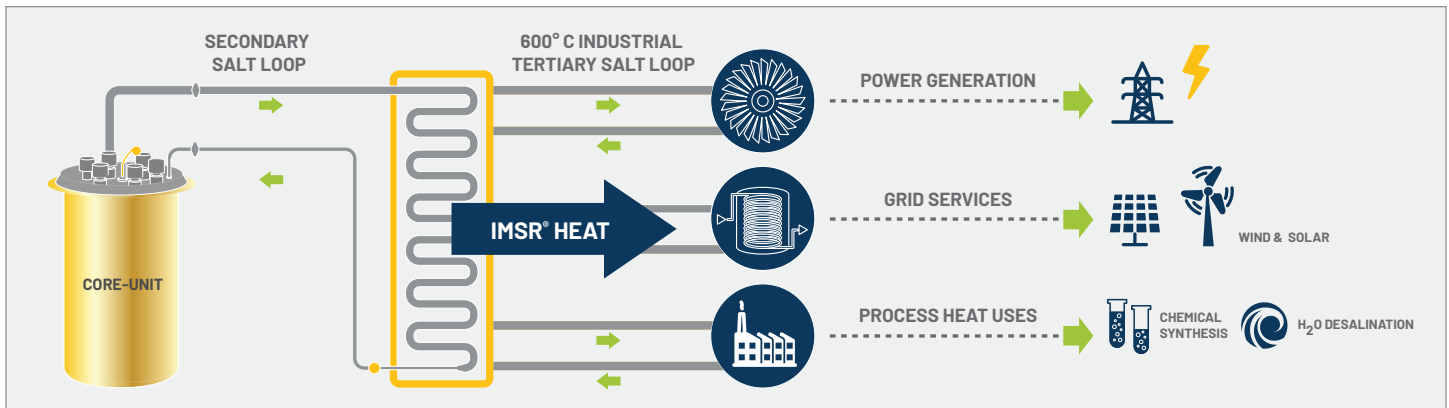 SECONDARY
SALT LOOP
600° C INDUSTRIAL
TERTIARY SALT LOOP
POWER GENERATION
CORE-UNIT
IMSR® HEAT
GRID SERVICES
WIND & SOLAR
PROCESS HEAT USES
CHEMICAL
SYNTHESIS
H₂O DESALINATION